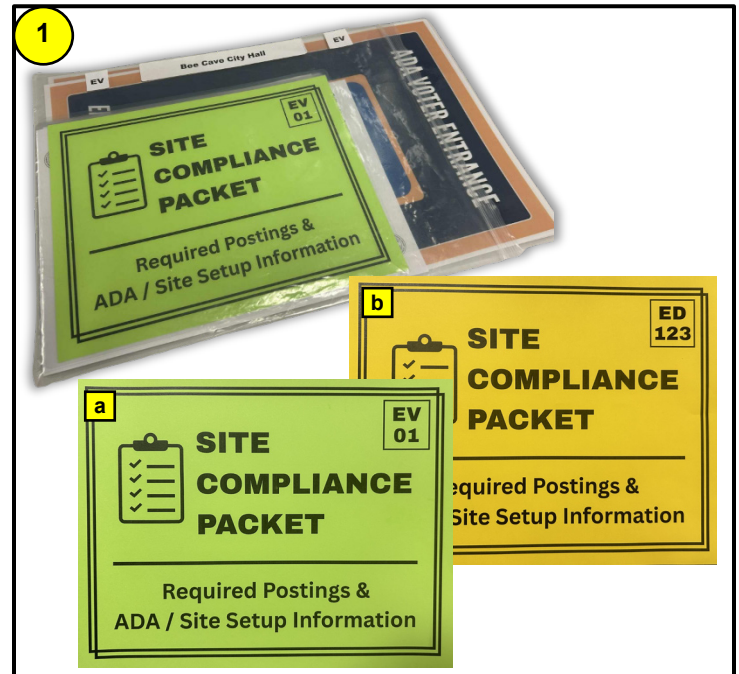 1
EV
Bee Cave City Hall
EV
ADA VOTER ENTRANCE
EV
01
SITE
COMPLIANCE
PACKET
Required Postings &
ADA / Site Setup Information
b
ED
123
SITE
COMPLIANCE
PACKET
equired Postings &
Site Setup Information
a
EV
01
SITE
COMPLIANCE
PACKET
Required Postings &
ADA / Site Setup Information